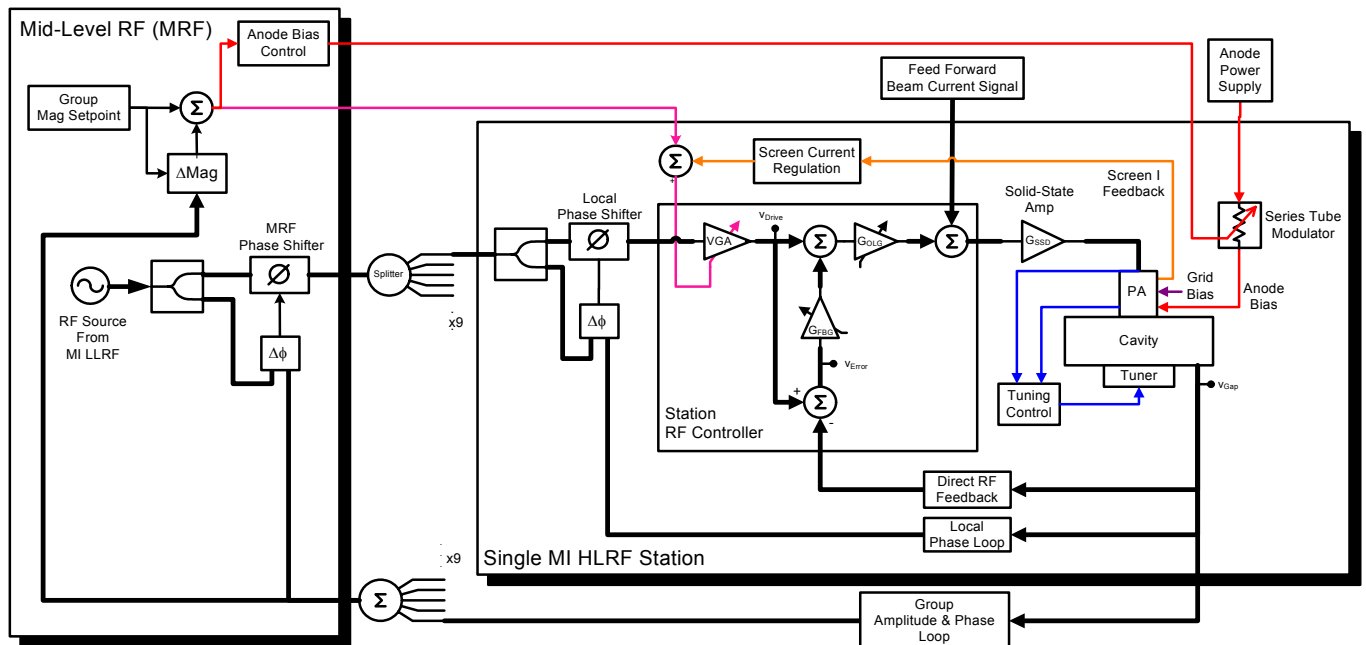 Mid-Level RF (MRF)
Anode Bias
Control
Group
Mag Setpoint
Σ
ΔMag
MRF
Phase Shifter
Ø
RF Source
From
MI LLRF
Δϕ
Splitter
x9
x9
Σ
Feed Forward
Beam Current Signal
Anode
Power
Supply
Σ
+
Screen Current
Regulation
Screen I
Feedback
Local
Phase Shifter
Ø
Δϕ
VGA
vDrive
Σ
GOLG
Σ
Solid-State
Amp
GSSD
Series Tube
Modulator
PA
Grid
Bias
Anode
Bias
GFBG
vError
+
Σ
-
Station
RF Controller
Cavity
Tuner
Tuning
Control
vGap
Direct RF
Feedback
Local
Phase Loop
Single MI HLRF Station
Group
Amplitude & Phase
Loop